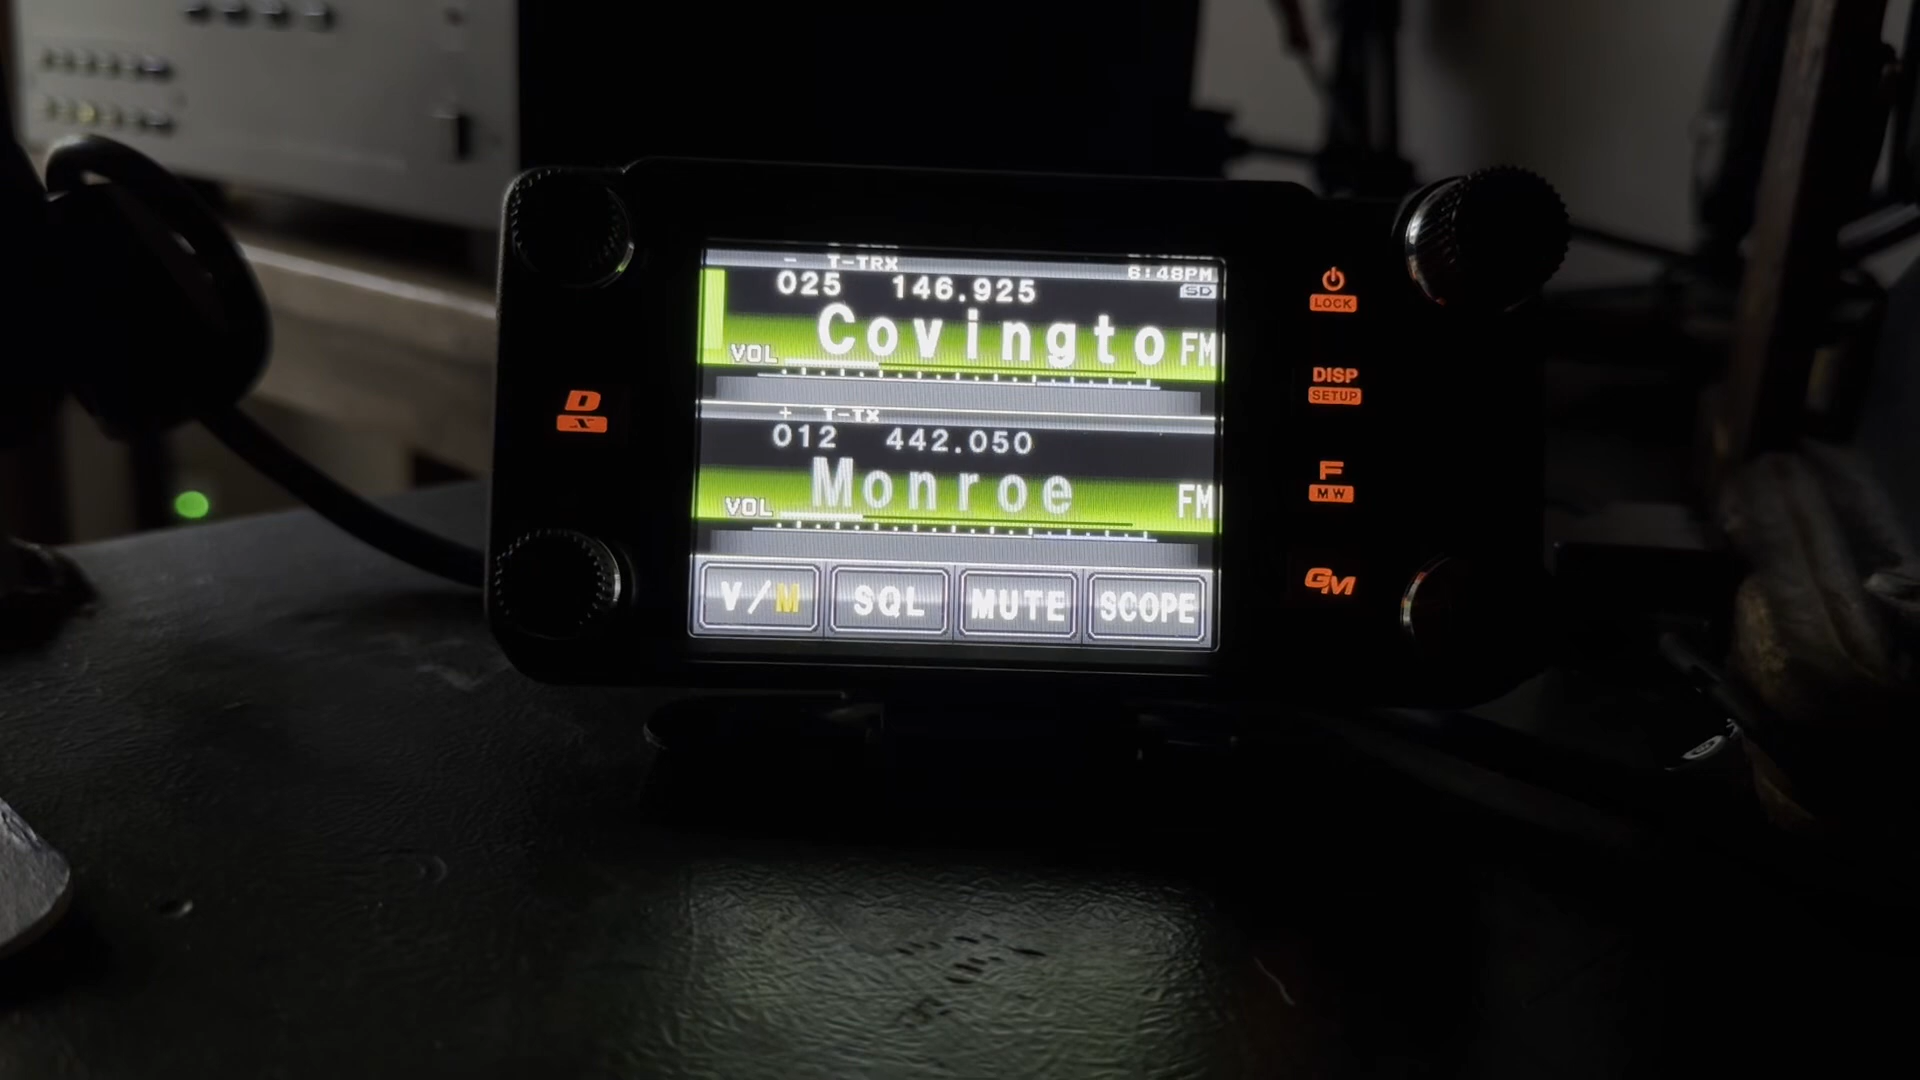 - T-TRX 6:48PM
025 146.925 SD
Covingto FM
VOL
+ T-TX
012 442.050
Monroe FM
VOL
V/M SQL MUTE SCOPE
D
X
LOCK
DISP
SETUP
F
MW
GM